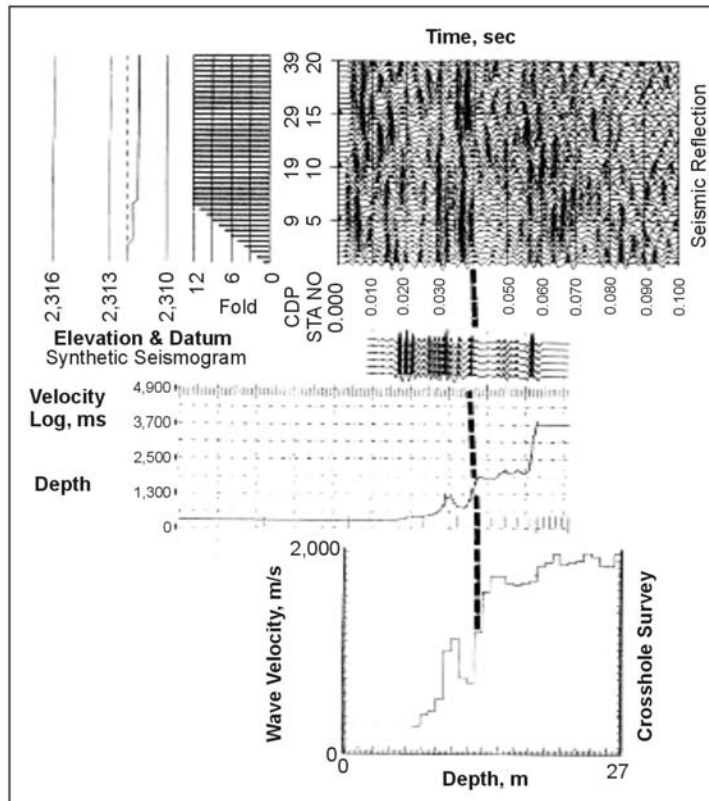 Time, sec
39
29
19
9
CDP
20
15
10
5
STA NO
Seismic Reflection
2,316
2,313
2,310
12
9
6
3
0
Fold
0.000
0.010
0.020
0.030
0.050
0.060
0.070
0.080
0.090
0.100
Elevation & Datum
Synthetic Seismogram
Velocity
Log, ms
4,900
3,700
2,500
1,300
0
Depth
Wave Velocity, m/s
2,000
0
Crosshole Survey
0
27
Depth, m